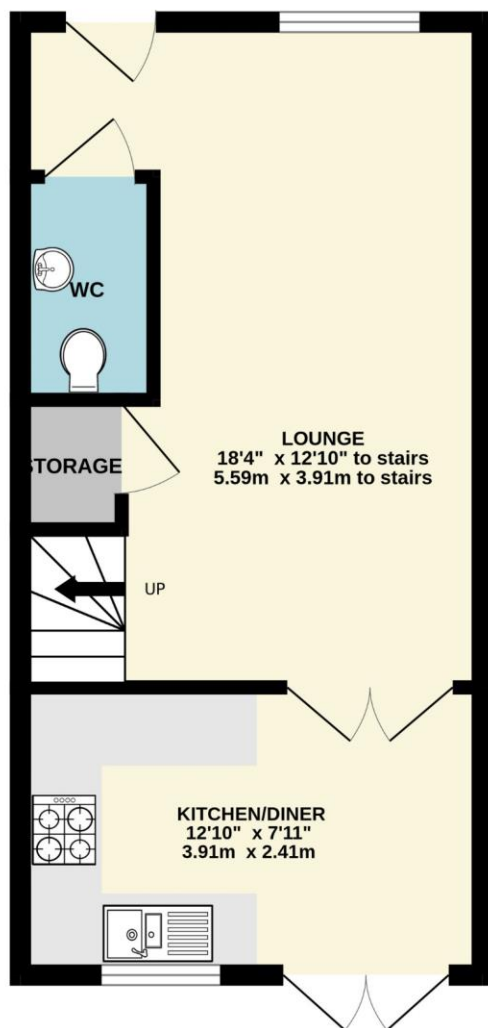 WC
LOUNGE
18'4" x 12'10" to stairs
5.59m x 3.91m to stairs
STORAGE
UP
KITCHEN/DINER
12'10" x 7'11"
3.91m x 2.41m